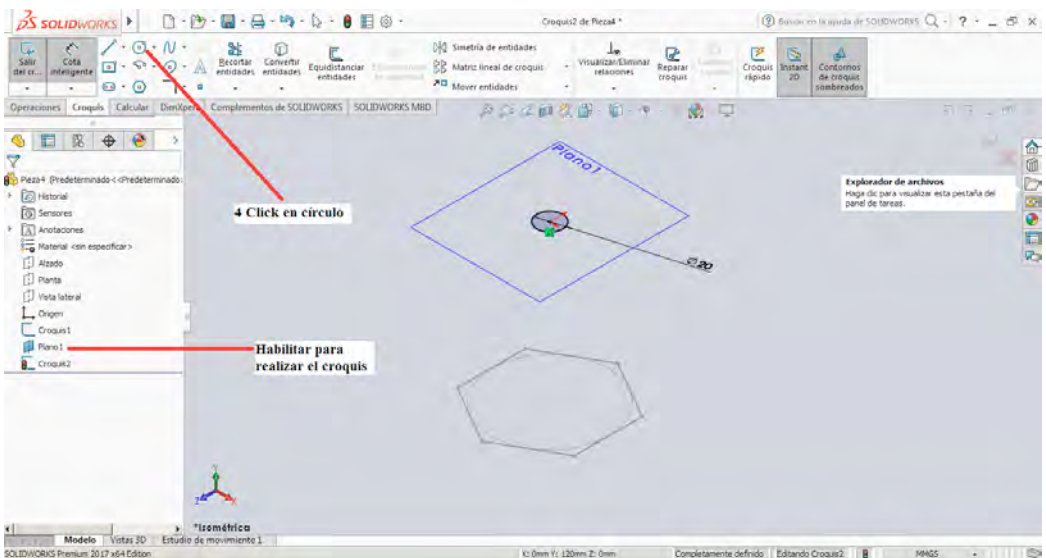 SOLIDWORKS
Croquis2 de Pieza4 *
Buscar en la ayuda de SOLIDWORKS
Salir del cr...
Cota inteligente
Recortar entidades
Convertir entidades
Equidistanciar entidades
Simetría de entidades
Matriz lineal de croquis
Mover entidades
Visualizar/Eliminar relaciones
Reparar croquis
Croquis rápido
Instant 2D
Contornos de croquis sombreados
Operaciones Croquis Calcular DimXpert Complementos de SOLIDWORKS SOLIDWORKS MBD
Pieza4 (Predeterminado<<Predeterminado:
Historial
Sensores
Anotaciones
Material <sin especificar>
Alzado
Planta
Vista lateral
Origen
Croquis1
Plano1
Croquis2
4 Click en círculo
Habilitar para
realizar el croquis
Plano1
Ø20
Explorador de archivos
Haga clic para visualizar esta pestaña del
panel de tareas.
Y
Z X
*Isométrica
Modelo Vistas 3D Estudio de movimiento 1
SOLIDWORKS Premium 2017 x64 Edition
X: 0mm Y: 120mm Z: 0mm Completamente definido Editando Croquis2 MMGS